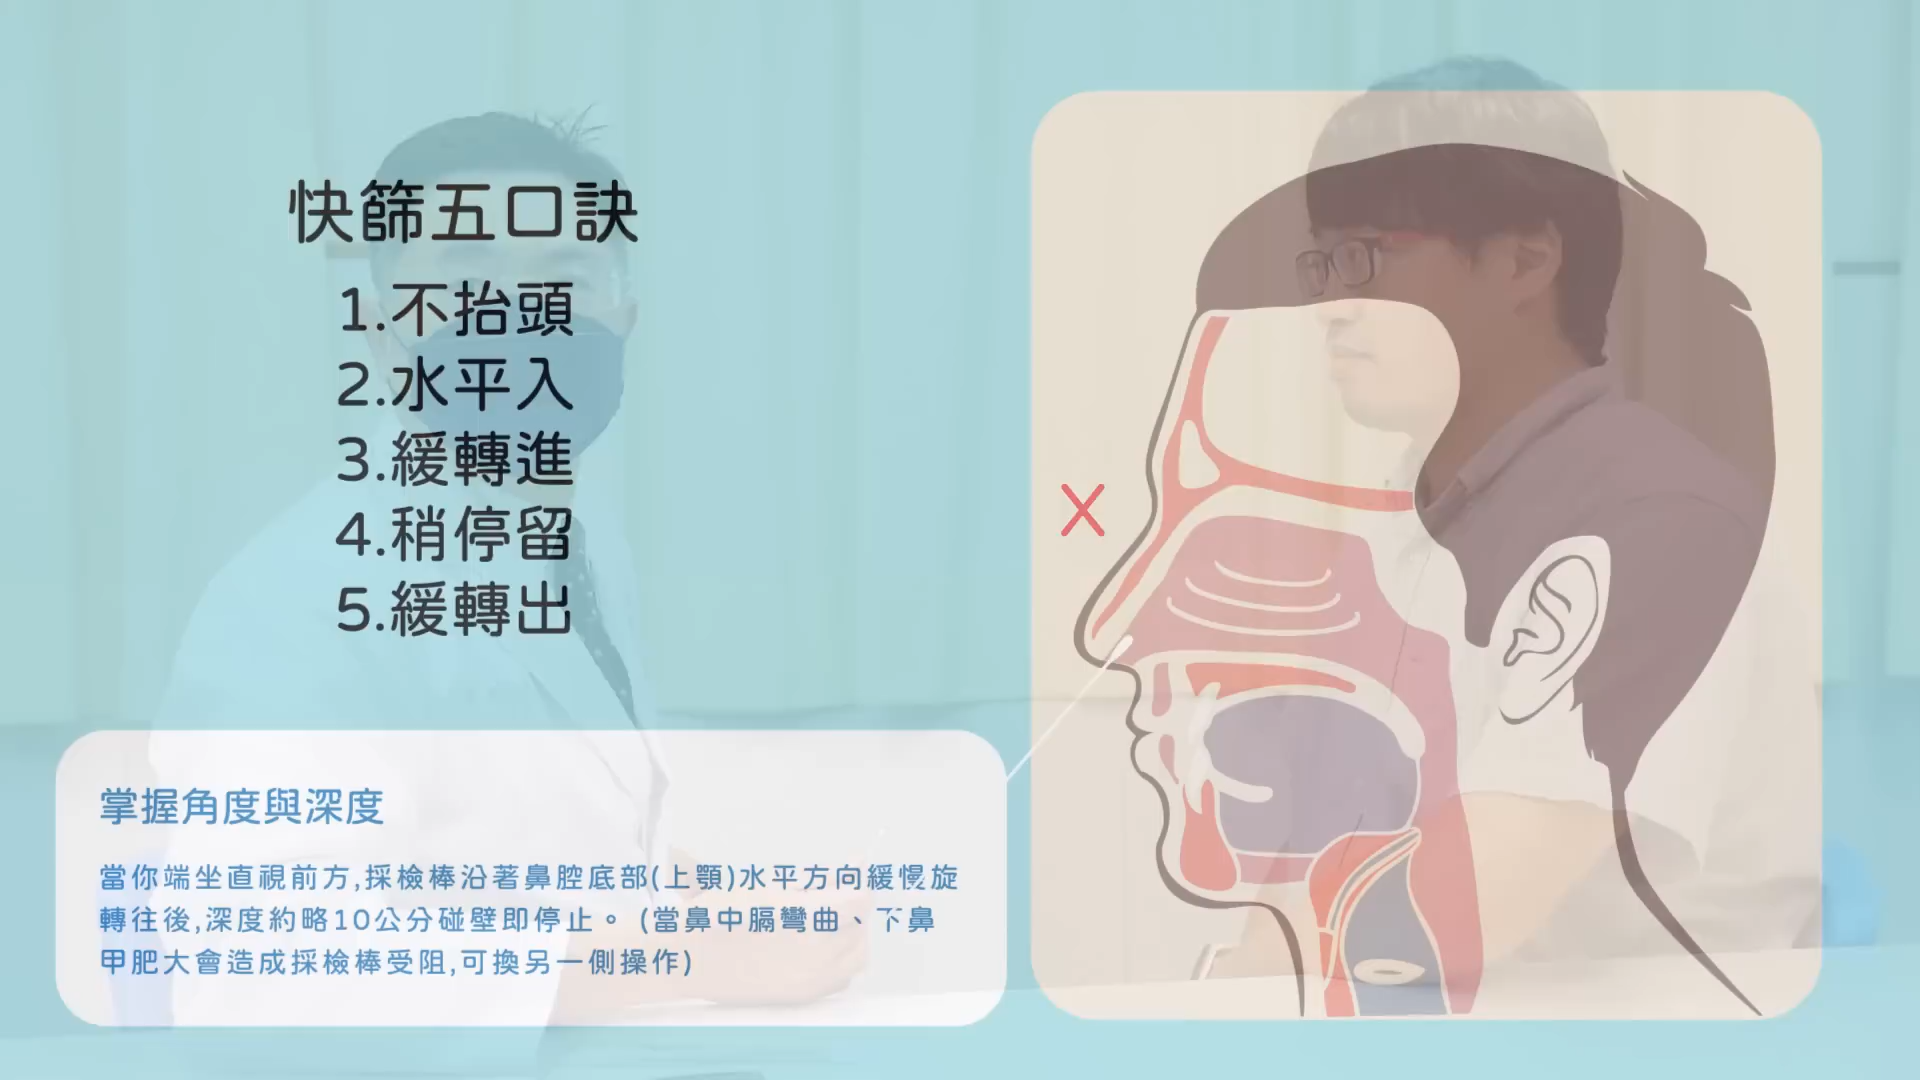 快篩五口訣
1.不抬頭
2.水平入
3.緩轉進
4.稍停留
5.緩轉出
掌握角度與深度
當你端坐直視前方,採檢棒沿著鼻腔底部(上顎)水平方向緩慢旋
轉往後,深度約略10公分碰壁即停止。(當鼻中膈彎曲、下鼻
甲肥大會造成採檢棒受阻,可換另一側操作)